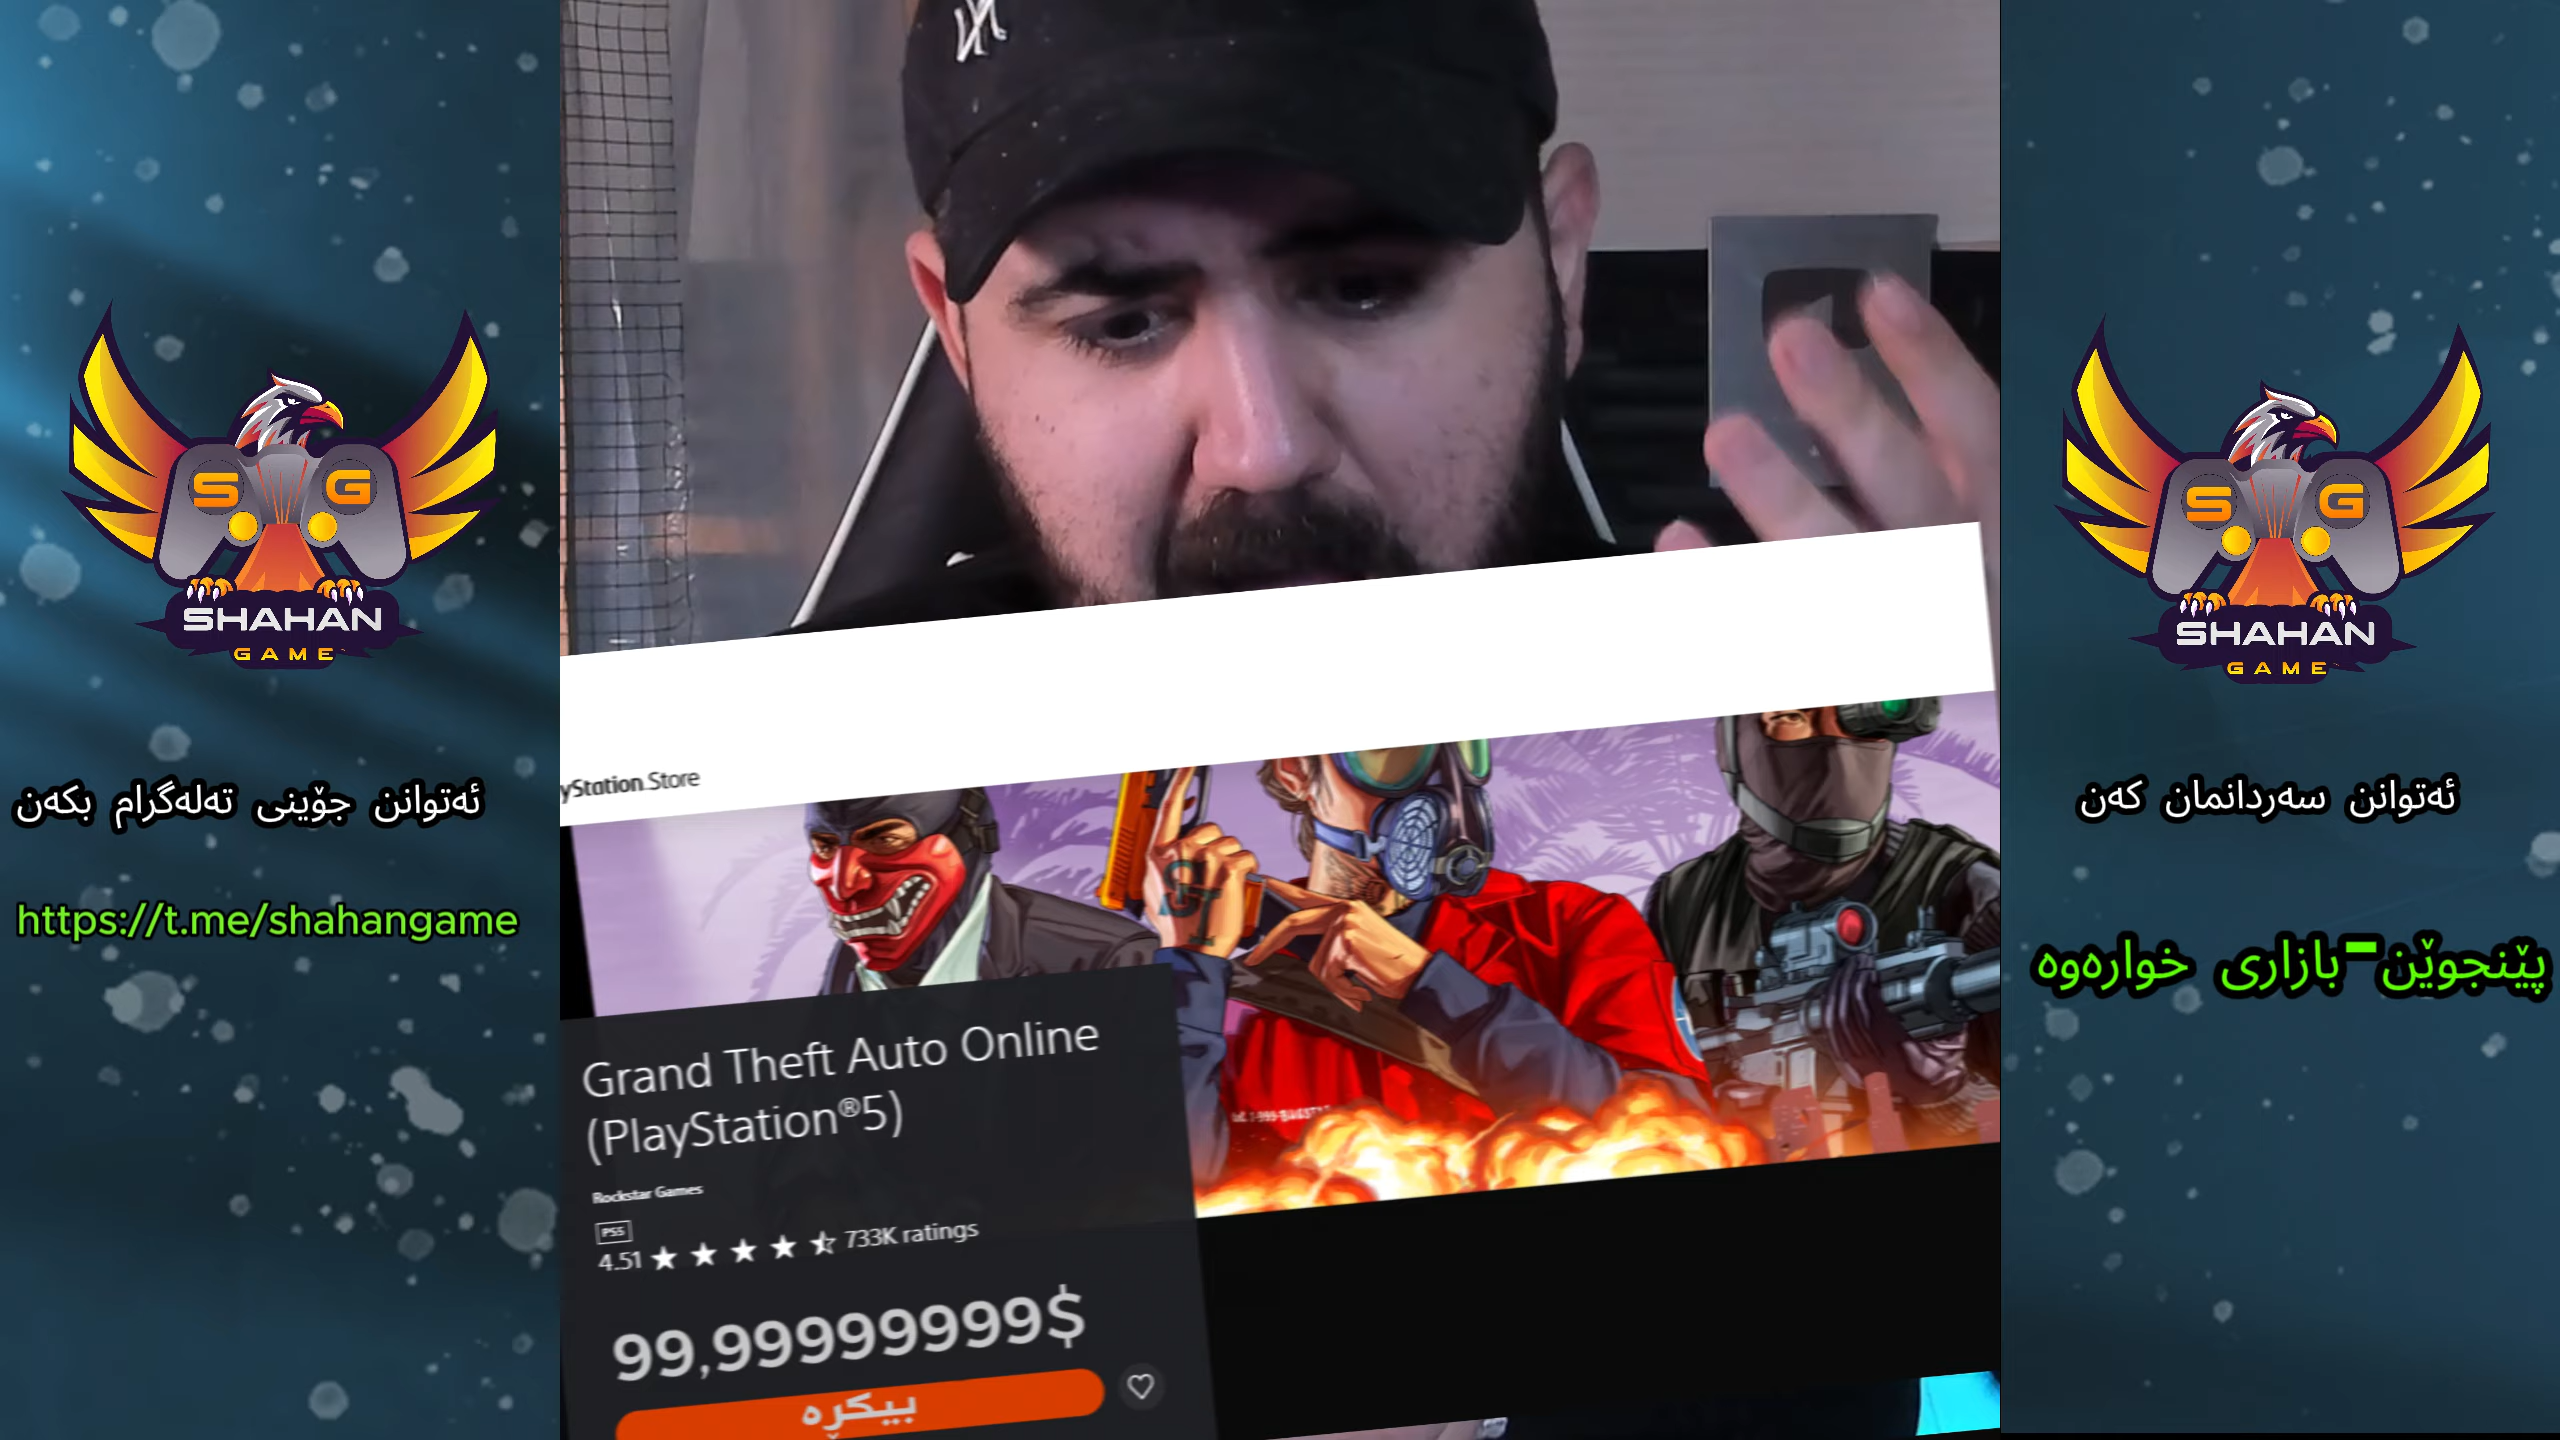 S G
SHAHAN
GAME
ئەتوانن جۆینی تەلەگرام بکەن
https://t.me/shahangame
yStation Store
Grand Theft Auto Online
(PlayStation®5)
Rockstar Games
PS5
4.51 733K ratings
99,99999999$
بیکڕە
S G
SHAHAN
GAME
ئەتوانن سەردانمان کەن
پێنجوێن-بازاری خوارەوە